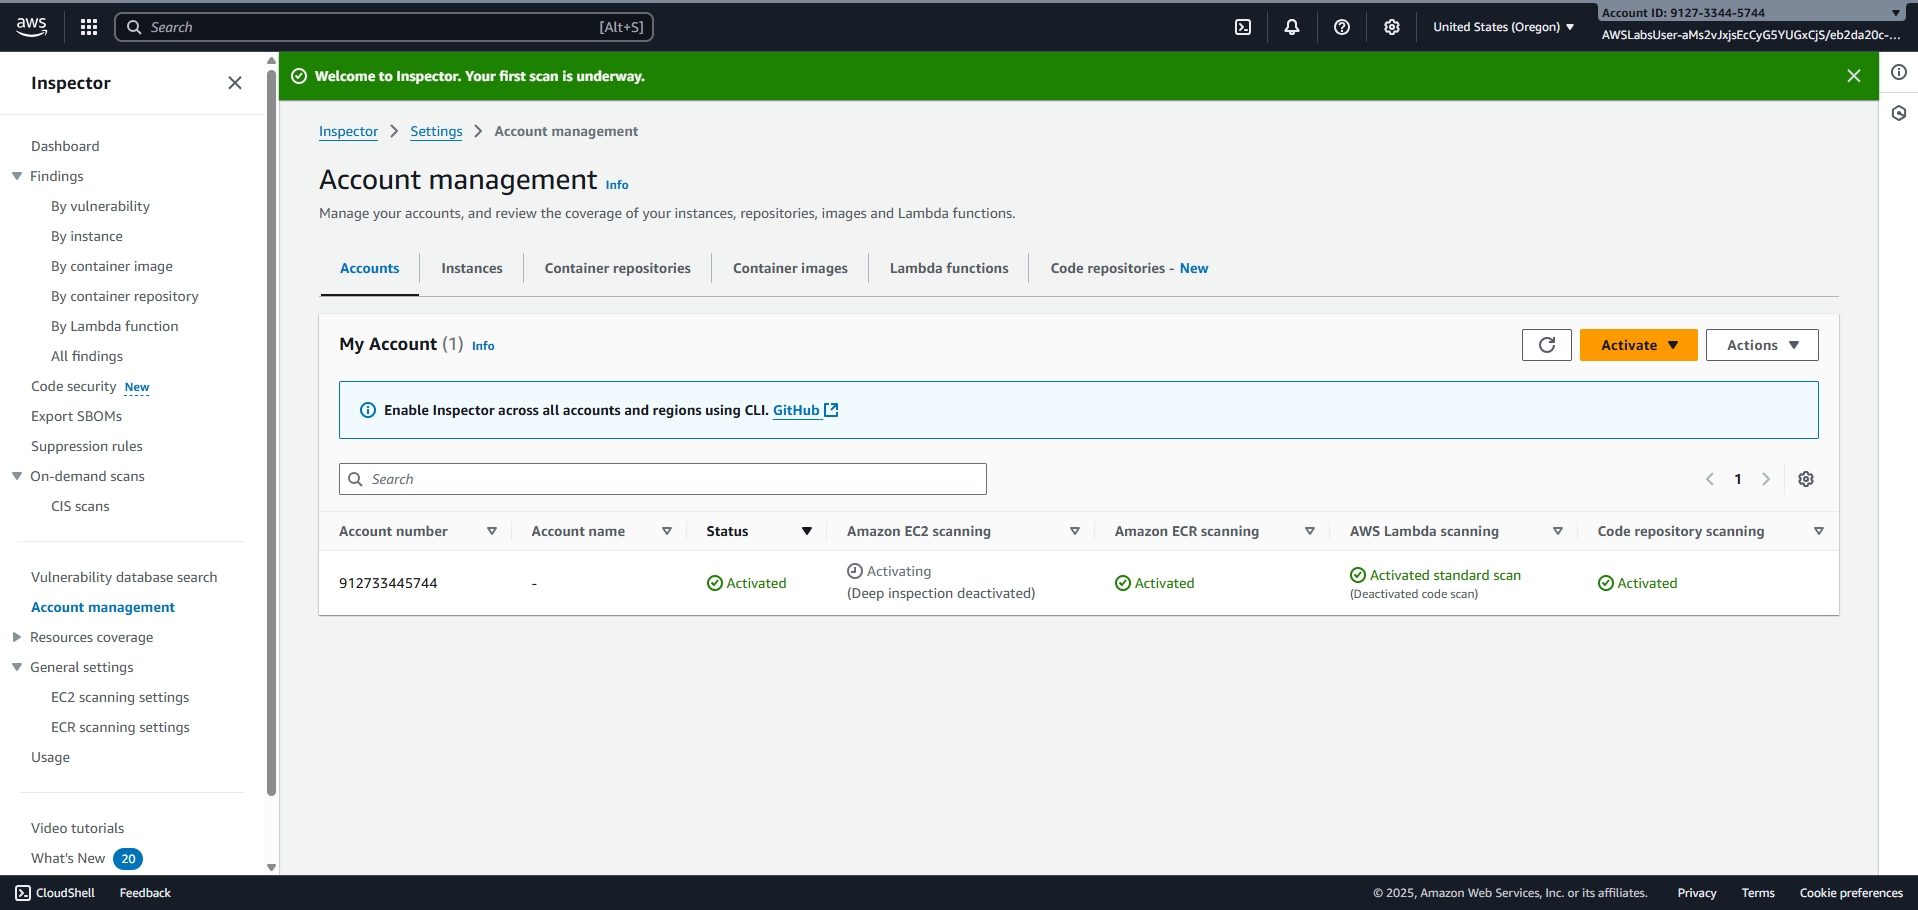 aws
Search [Alt+S]
United States (Oregon)
Account ID: 9127-3344-5744
AWSLabsUser-aMs2vJxjsEcCyG5YUGxCjS/eb2da20c-...
Inspector
Welcome to Inspector. Your first scan is underway.
Dashboard
Findings
By vulnerability
By instance
By container image
By container repository
By Lambda function
All findings
Code security New
Export SBOMs
Suppression rules
On-demand scans
CIS scans
Vulnerability database search
Account management
Resources coverage
General settings
EC2 scanning settings
ECR scanning settings
Usage
Video tutorials
What's New 20
Inspector > Settings > Account management
Account management Info
Manage your accounts, and review the coverage of your instances, repositories, images and Lambda functions.
Accounts Instances Container repositories Container images Lambda functions Code repositories - New
My Account (1) Info
Activate Actions
Enable Inspector across all accounts and regions using CLI. GitHub
Search
1
Account number Account name Status Amazon EC2 scanning Amazon ECR scanning AWS Lambda scanning Code repository scanning
912733445744 - Activated Activating Activated Activated standard scan Activated
(Deep inspection deactivated) (Deactivated code scan)
CloudShell Feedback © 2025, Amazon Web Services, Inc. or its affiliates. Privacy Terms Cookie preferences